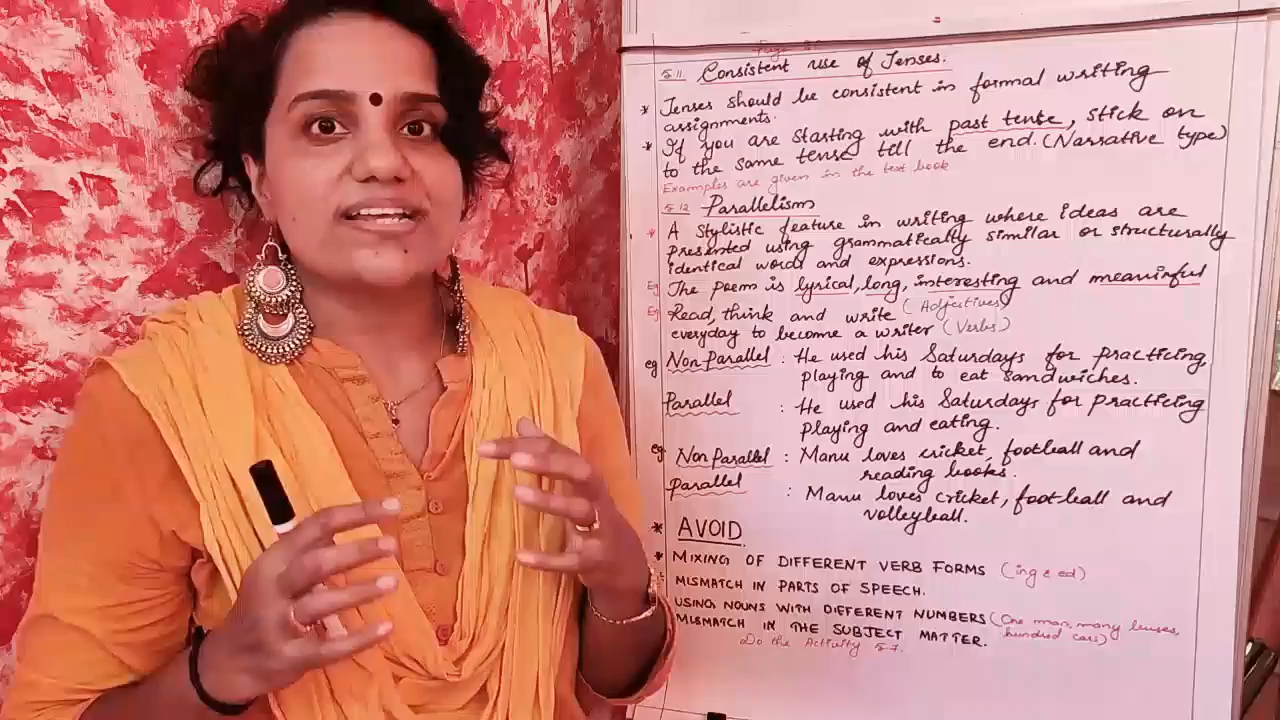 5.11 Consistent use of Tenses.
* Tenses should be consistent in formal writing
assignments.
* If you are starting with past tense, stick on
to the same tense till the end. (Narrative type)
Examples are given in the text book
5.12 Parallelism
* A stylistic feature in writing where ideas are
presented using grammatically similar or structurally
identical words and expressions.
Eg The poem is lyrical, long, interesting and meaninful
(Adjectives)
Eg Read, think and write
everyday to become a writer (Verbs)
eg Non Parallel : He used his Saturdays for practicing,
playing and to eat sandwiches.
Parallel : He used his Saturdays for practicing
playing and eating.
eg Non Parallel : Manu loves cricket, football and
reading books.
Parallel : Manu loves cricket, football and
volleyball.
* AVOID
* MIXING OF DIFFERENT VERB FORMS (ing & ed)
MISMATCH IN PARTS OF SPEECH.
USING NOUNS WITH DIFFERENT NUMBERS (One man, many lenses,
hundred cars)
MISMATCH IN THE SUBJECT MATTER.
Do the Activity 5.7.